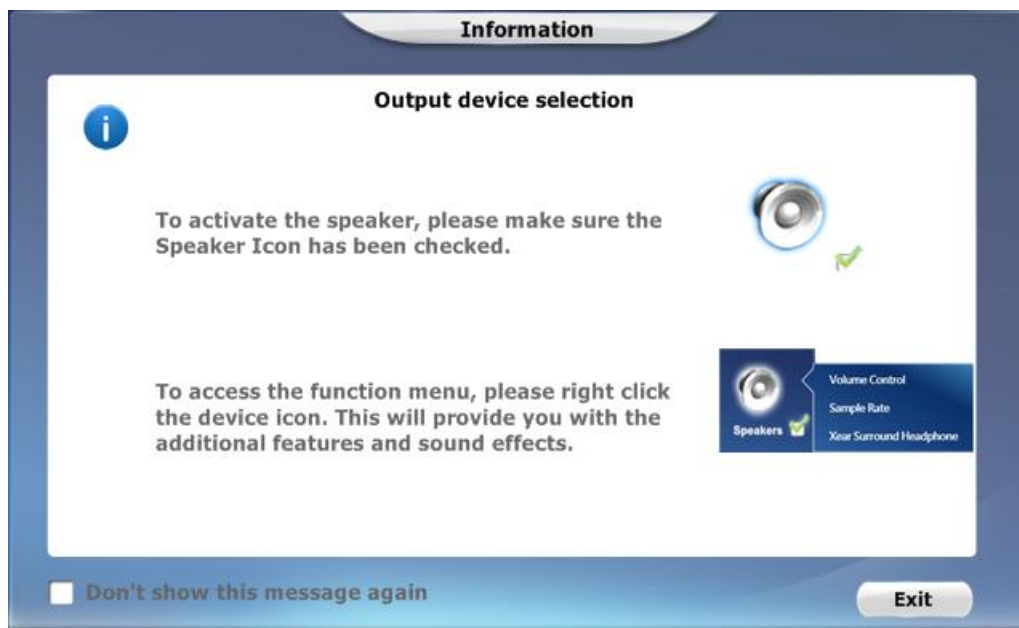 Information
Output device selection
To activate the speaker, please make sure the
Speaker Icon has been checked.
To access the function menu, please right click
the device icon. This will provide you with the
additional features and sound effects.
Speakers
Volume Control
Sample Rate
Xear Surround Headphone
Don't show this message again
Exit